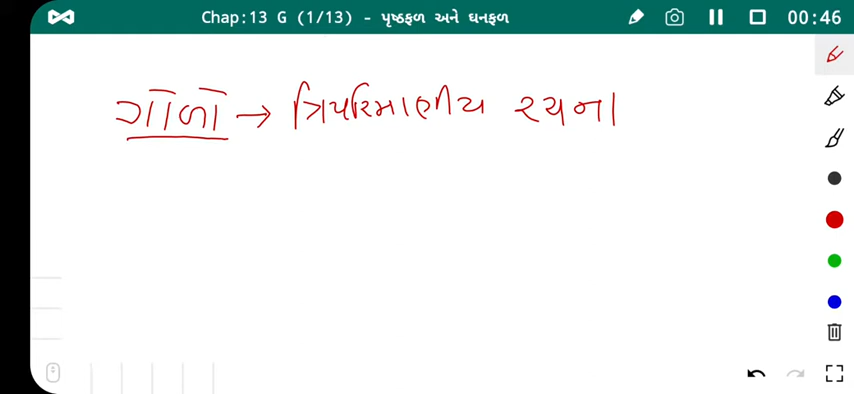 Chap:13 G (1/13) - પૃષ્ઠફળ અને ઘનફળ 00:46
ગોળો → ત્રિપરિમાણીય રચના